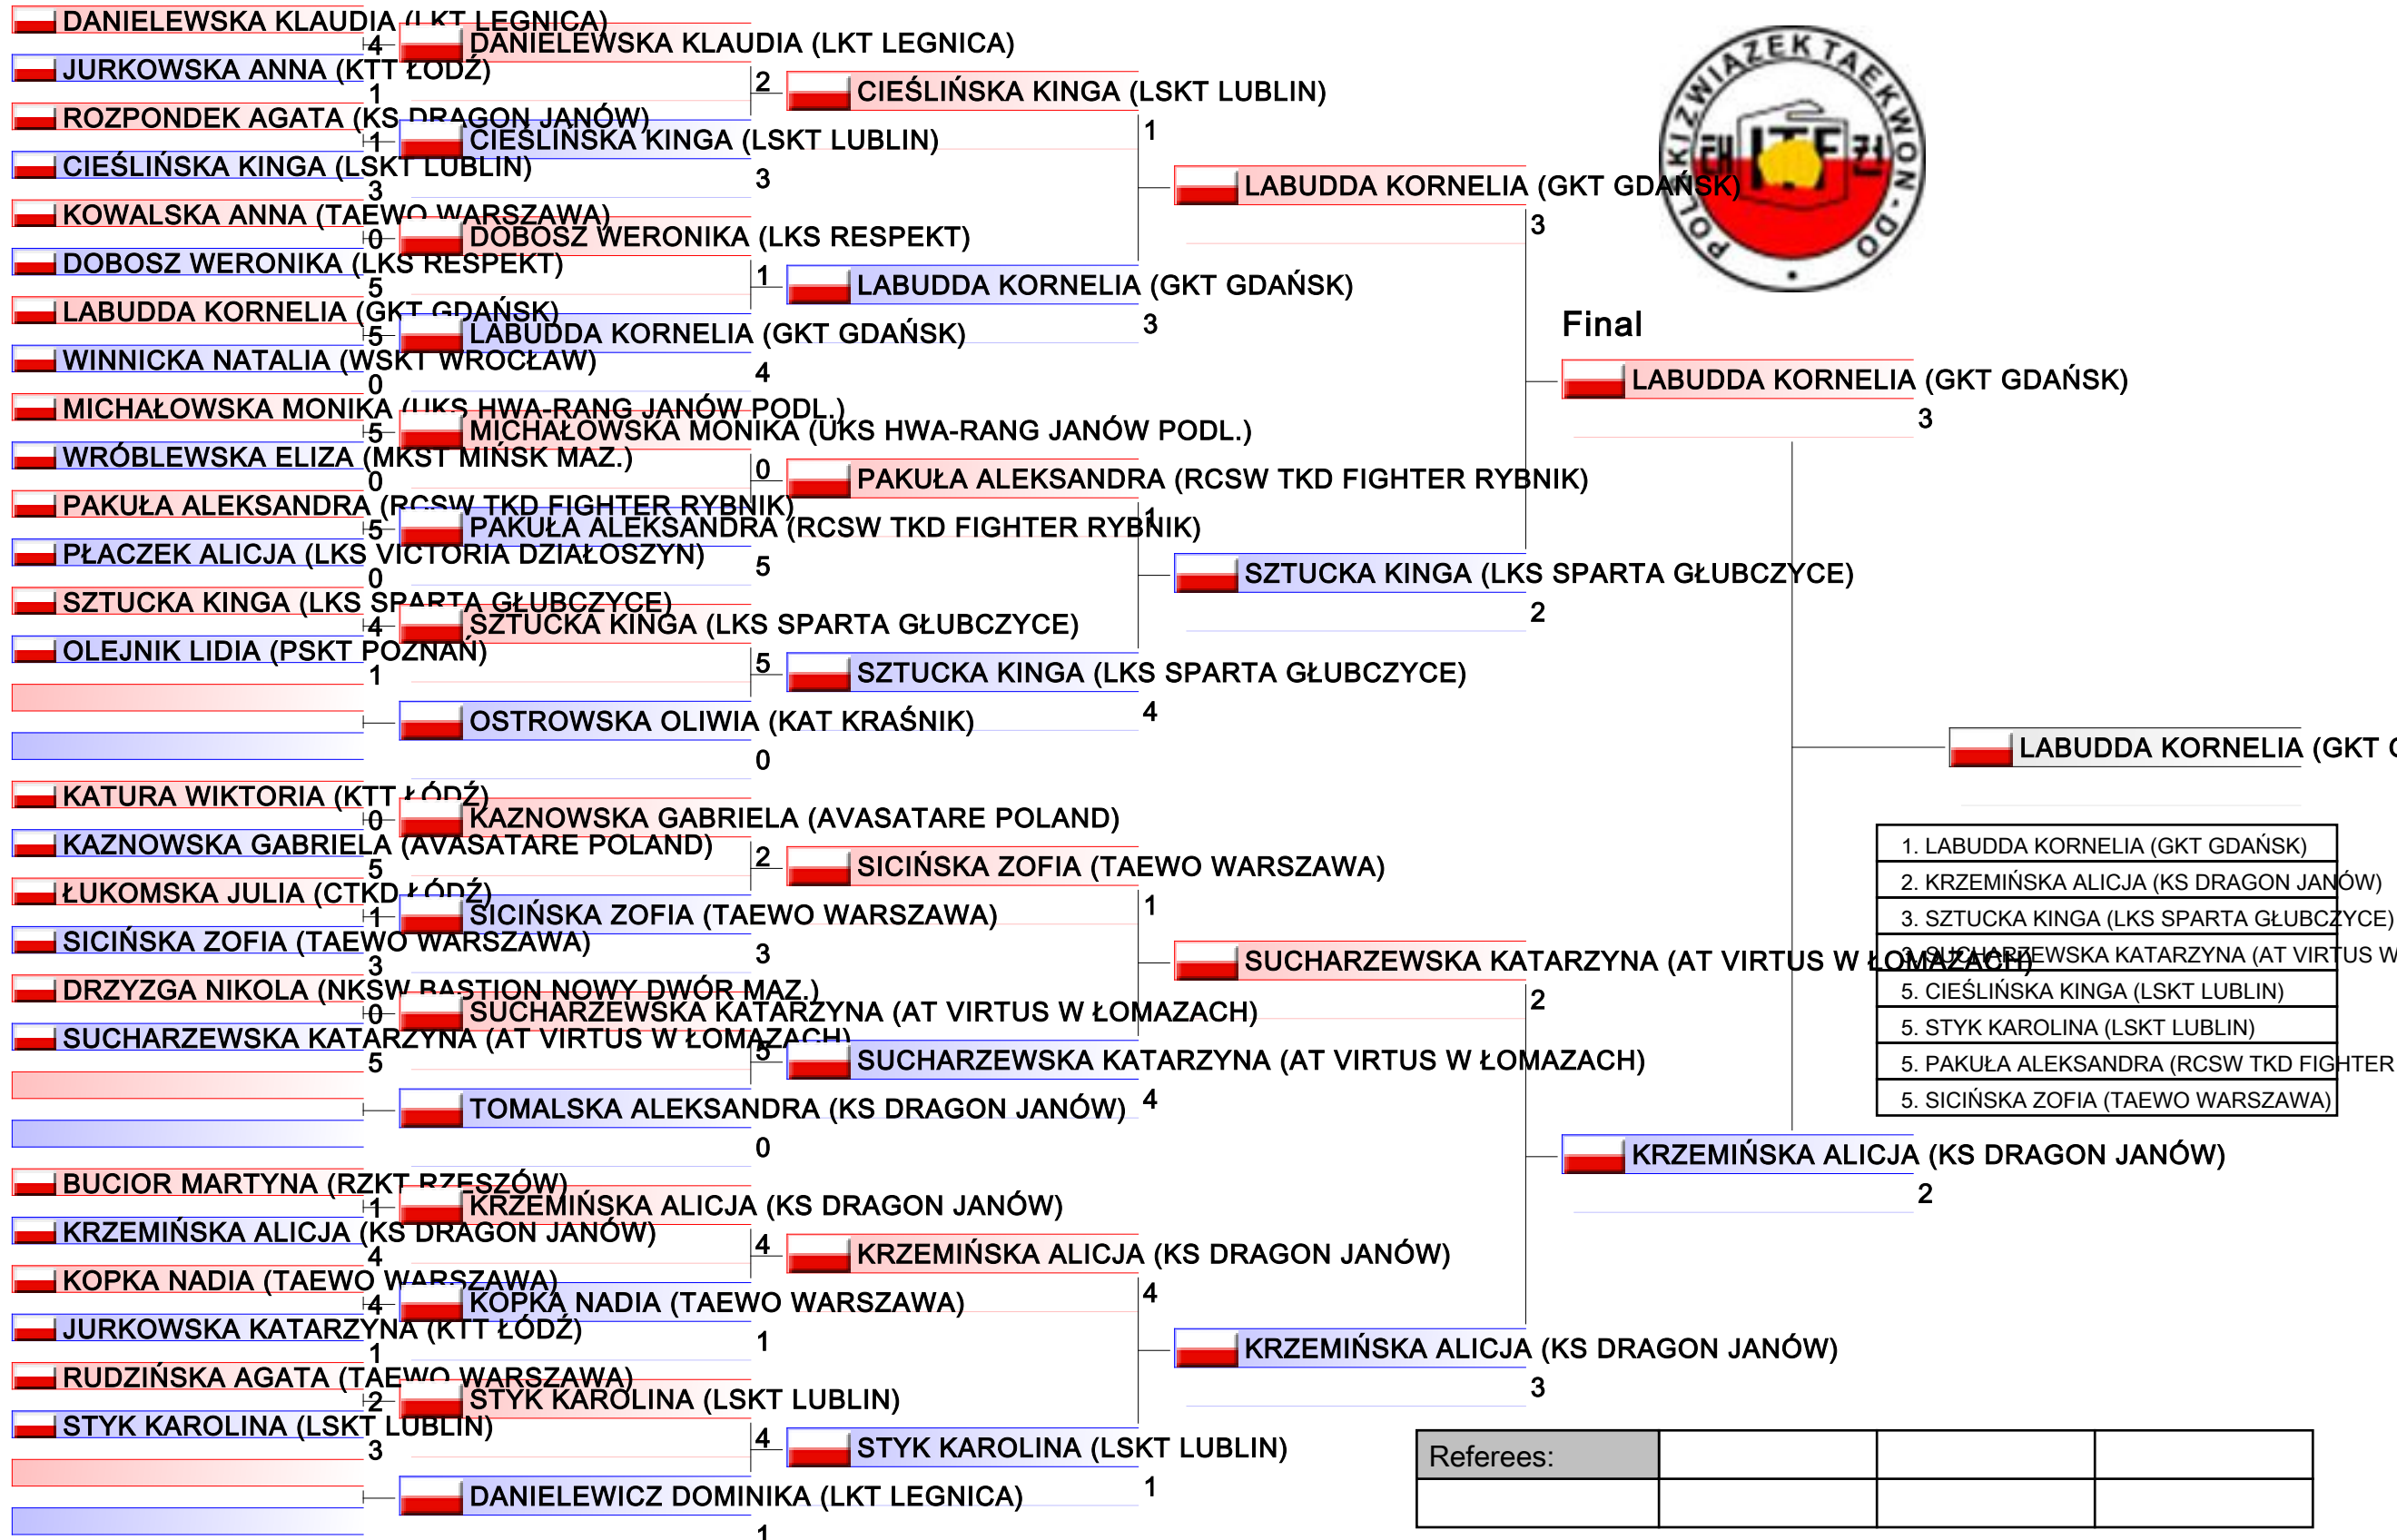 DANIELEWSKA KLAUDIA (LKT LEGNICA)
4
JURKOWSKA ANNA (KTT ŁÓDŹ)
1
ROZPONDEK AGATA (KS DRAGON JANÓW)
1
CIEŚLIŃSKA KINGA (LSKT LUBLIN)
3
KOWALSKA ANNA (TAEWO WARSZAWA)
0
DOBOSZ WERONIKA (LKS RESPEKT)
5
LABUDDA KORNELIA (GKT GDAŃSK)
5
WINNICKA NATALIA (WSKT WROCŁAW)
0
MICHAŁOWSKA MONIKA (UKS HWA-RANG JANÓW PODL.)
5
WRÓBLEWSKA ELIZA (MKST MIŃSK MAZ.)
0
PAKUŁA ALEKSANDRA (RCSW TKD FIGHTER RYBNIK)
5
PŁACZEK ALICJA (LKS VICTORIA DZIAŁOSZYN)
0
SZTUCKA KINGA (LKS SPARTA GŁUBCZYCE)
4
OLEJNIK LIDIA (PSKT POZNAŃ)
1
KATURA WIKTORIA (KTT ŁÓDŹ)
0
KAZNOWSKA GABRIELA (AVASATARE POLAND)
5
ŁUKOMSKA JULIA (CTKD ŁÓDŹ)
1
SICIŃSKA ZOFIA (TAEWO WARSZAWA)
3
DRZYZGA NIKOLA (NKSW BASTION NOWY DWÓR MAZ.)
0
SUCHARZEWSKA KATARZYNA (AT VIRTUS W ŁOMAZACH)
5
BUCIOR MARTYNA (RZKT RZESZÓW)
1
KRZEMIŃSKA ALICJA (KS DRAGON JANÓW)
4
KOPKA NADIA (TAEWO WARSZAWA)
4
JURKOWSKA KATARZYNA (KTT ŁÓDŹ)
1
RUDZIŃSKA AGATA (TAEWO WARSZAWA)
2
STYK KAROLINA (LSKT LUBLIN)
3
DANIELEWSKA KLAUDIA (LKT LEGNICA)
2
CIEŚLIŃSKA KINGA (LSKT LUBLIN)
3
DOBOSZ WERONIKA (LKS RESPEKT)
1
LABUDDA KORNELIA (GKT GDAŃSK)
4
MICHAŁOWSKA MONIKA (UKS HWA-RANG JANÓW PODL.)
0
PAKUŁA ALEKSANDRA (RCSW TKD FIGHTER RYBNIK)
5
SZTUCKA KINGA (LKS SPARTA GŁUBCZYCE)
5
OSTROWSKA OLIWIA (KAT KRAŚNIK)
0
KAZNOWSKA GABRIELA (AVASATARE POLAND)
2
SICIŃSKA ZOFIA (TAEWO WARSZAWA)
3
SUCHARZEWSKA KATARZYNA (AT VIRTUS W ŁOMAZACH)
5
TOMALSKA ALEKSANDRA (KS DRAGON JANÓW)
0
KRZEMIŃSKA ALICJA (KS DRAGON JANÓW)
4
KOPKA NADIA (TAEWO WARSZAWA)
1
STYK KAROLINA (LSKT LUBLIN)
4
DANIELEWICZ DOMINIKA (LKT LEGNICA)
1
CIEŚLIŃSKA KINGA (LSKT LUBLIN)
1
LABUDDA KORNELIA (GKT GDAŃSK)
3
PAKUŁA ALEKSANDRA (RCSW TKD FIGHTER RYBNIK)
1
SZTUCKA KINGA (LKS SPARTA GŁUBCZYCE)
4
SICIŃSKA ZOFIA (TAEWO WARSZAWA)
1
SUCHARZEWSKA KATARZYNA (AT VIRTUS W ŁOMAZACH)
4
KRZEMIŃSKA ALICJA (KS DRAGON JANÓW)
4
STYK KAROLINA (LSKT LUBLIN)
1
LABUDDA KORNELIA (GKT GDAŃSK)
3
SZTUCKA KINGA (LKS SPARTA GŁUBCZYCE)
2
SUCHARZEWSKA KATARZYNA (AT VIRTUS W ŁOMAZACH)
2
KRZEMIŃSKA ALICJA (KS DRAGON JANÓW)
3
POLSKI ZWIĄZEK TAEKWON-DO
ITF
Final
LABUDDA KORNELIA (GKT GDAŃSK)
3
KRZEMIŃSKA ALICJA (KS DRAGON JANÓW)
2
LABUDDA KORNELIA (GKT
1. LABUDDA KORNELIA (GKT GDAŃSK)
2. KRZEMIŃSKA ALICJA (KS DRAGON JANÓW)
3. SZTUCKA KINGA (LKS SPARTA GŁUBCZYCE)
3. SUCHARZEWSKA KATARZYNA (AT VIRTUS W
5. CIEŚLIŃSKA KINGA (LSKT LUBLIN)
5. STYK KAROLINA (LSKT LUBLIN)
5. PAKUŁA ALEKSANDRA (RCSW TKD FIGHTER
5. SICIŃSKA ZOFIA (TAEWO WARSZAWA)
Referees: